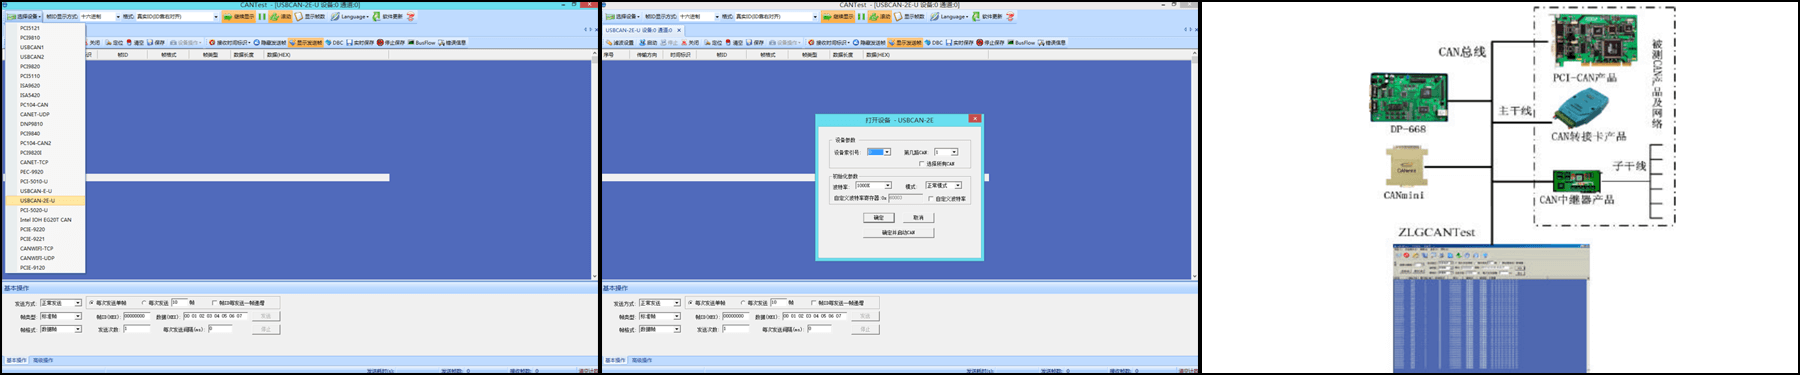 CANTest - [USBCAN-2E-U 设备:0 通道:0]
选择设备 帧ID显示方式: 十六进制 格式: 真实ID(ID靠右对齐) 继续显示 滚动 显示帧数 Language 软件更新
PCI5121
PCI9810
USBCAN1
USBCAN2
PCI9820
PCI5110
ISA9620
ISA5420
PC104-CAN
CANET-UDP
DNP9810
PCI9840
PC104-CAN2
PCI9820I
CANET-TCP
PEC-9920
PCI-5010-U
USBCAN-E-U
USBCAN-2E-U
PCI-5020-U
Intel IOH EG20T CAN
PCIE-9220
PCIE-9221
CANWIFI-TCP
CANWIFI-UDP
PCIE-9120
关闭 定位 清空 保存 设备操作 接收时间标识 隐藏发送帧 显示发送帧 DBC 实时保存 停止保存 BusFlow 错误信息
帧ID 帧格式 帧类型 数据长度 数据(HEX)
基本操作
发送方式: 正常发送 每次发送单帧 每次发送 10 帧 帧ID每发送一帧递增
帧类型: 标准帧 帧ID(HEX): 00000000 数据(HEX): 00 01 02 03 04 05 06 07 发送
帧格式: 数据帧 发送次数: 1 每次发送间隔(ms): 0 停止
基本操作 高级操作
发送帧数: 0 接收帧数: 0
CANTest - [USBCAN-2E-U 设备:0 通道:0]
选择设备 帧ID显示方式: 十六进制 格式: 真实ID(ID靠右对齐) 继续显示 滚动 显示帧数 Language 软件更新
USBCAN-2E-U 设备:0 通道:0
滤波设置 启动 停止 关闭 定位 清空 保存 设备操作 接收时间标识 隐藏发送帧 显示发送帧 DBC 实时保存 停止保存 BusFlow 错误信息
序号 传输方向 时间标识 帧ID 帧格式 帧类型 数据长度 数据(HEX)
打开设备 - USBCAN-2E
设备参数
设备索引号: 第几路CAN: 1
选择所有CAN
初始化参数
波特率: 1000K 模式: 正常模式
自定义波特率寄存器:0x 自定义波特率
确定 取消
确定并启动CAN
基本操作
发送方式: 正常发送 每次发送单帧 每次发送 10 帧 帧ID每发送一帧递增
帧类型: 标准帧 帧ID(HEX): 00000000 数据(HEX): 00 01 02 03 04 05 06 07 发送
帧格式: 数据帧 发送次数: 1 每次发送间隔(ms): 0 停止
基本操作 高级操作
发送帧数: 0 接收帧数: 0
CAN总线
PCI-CAN产品
被测CAN产品及网络
DP-668
主干线
CAN转接卡产品
CANmini
子干线
CAN中继器产品
ZLGCANTest